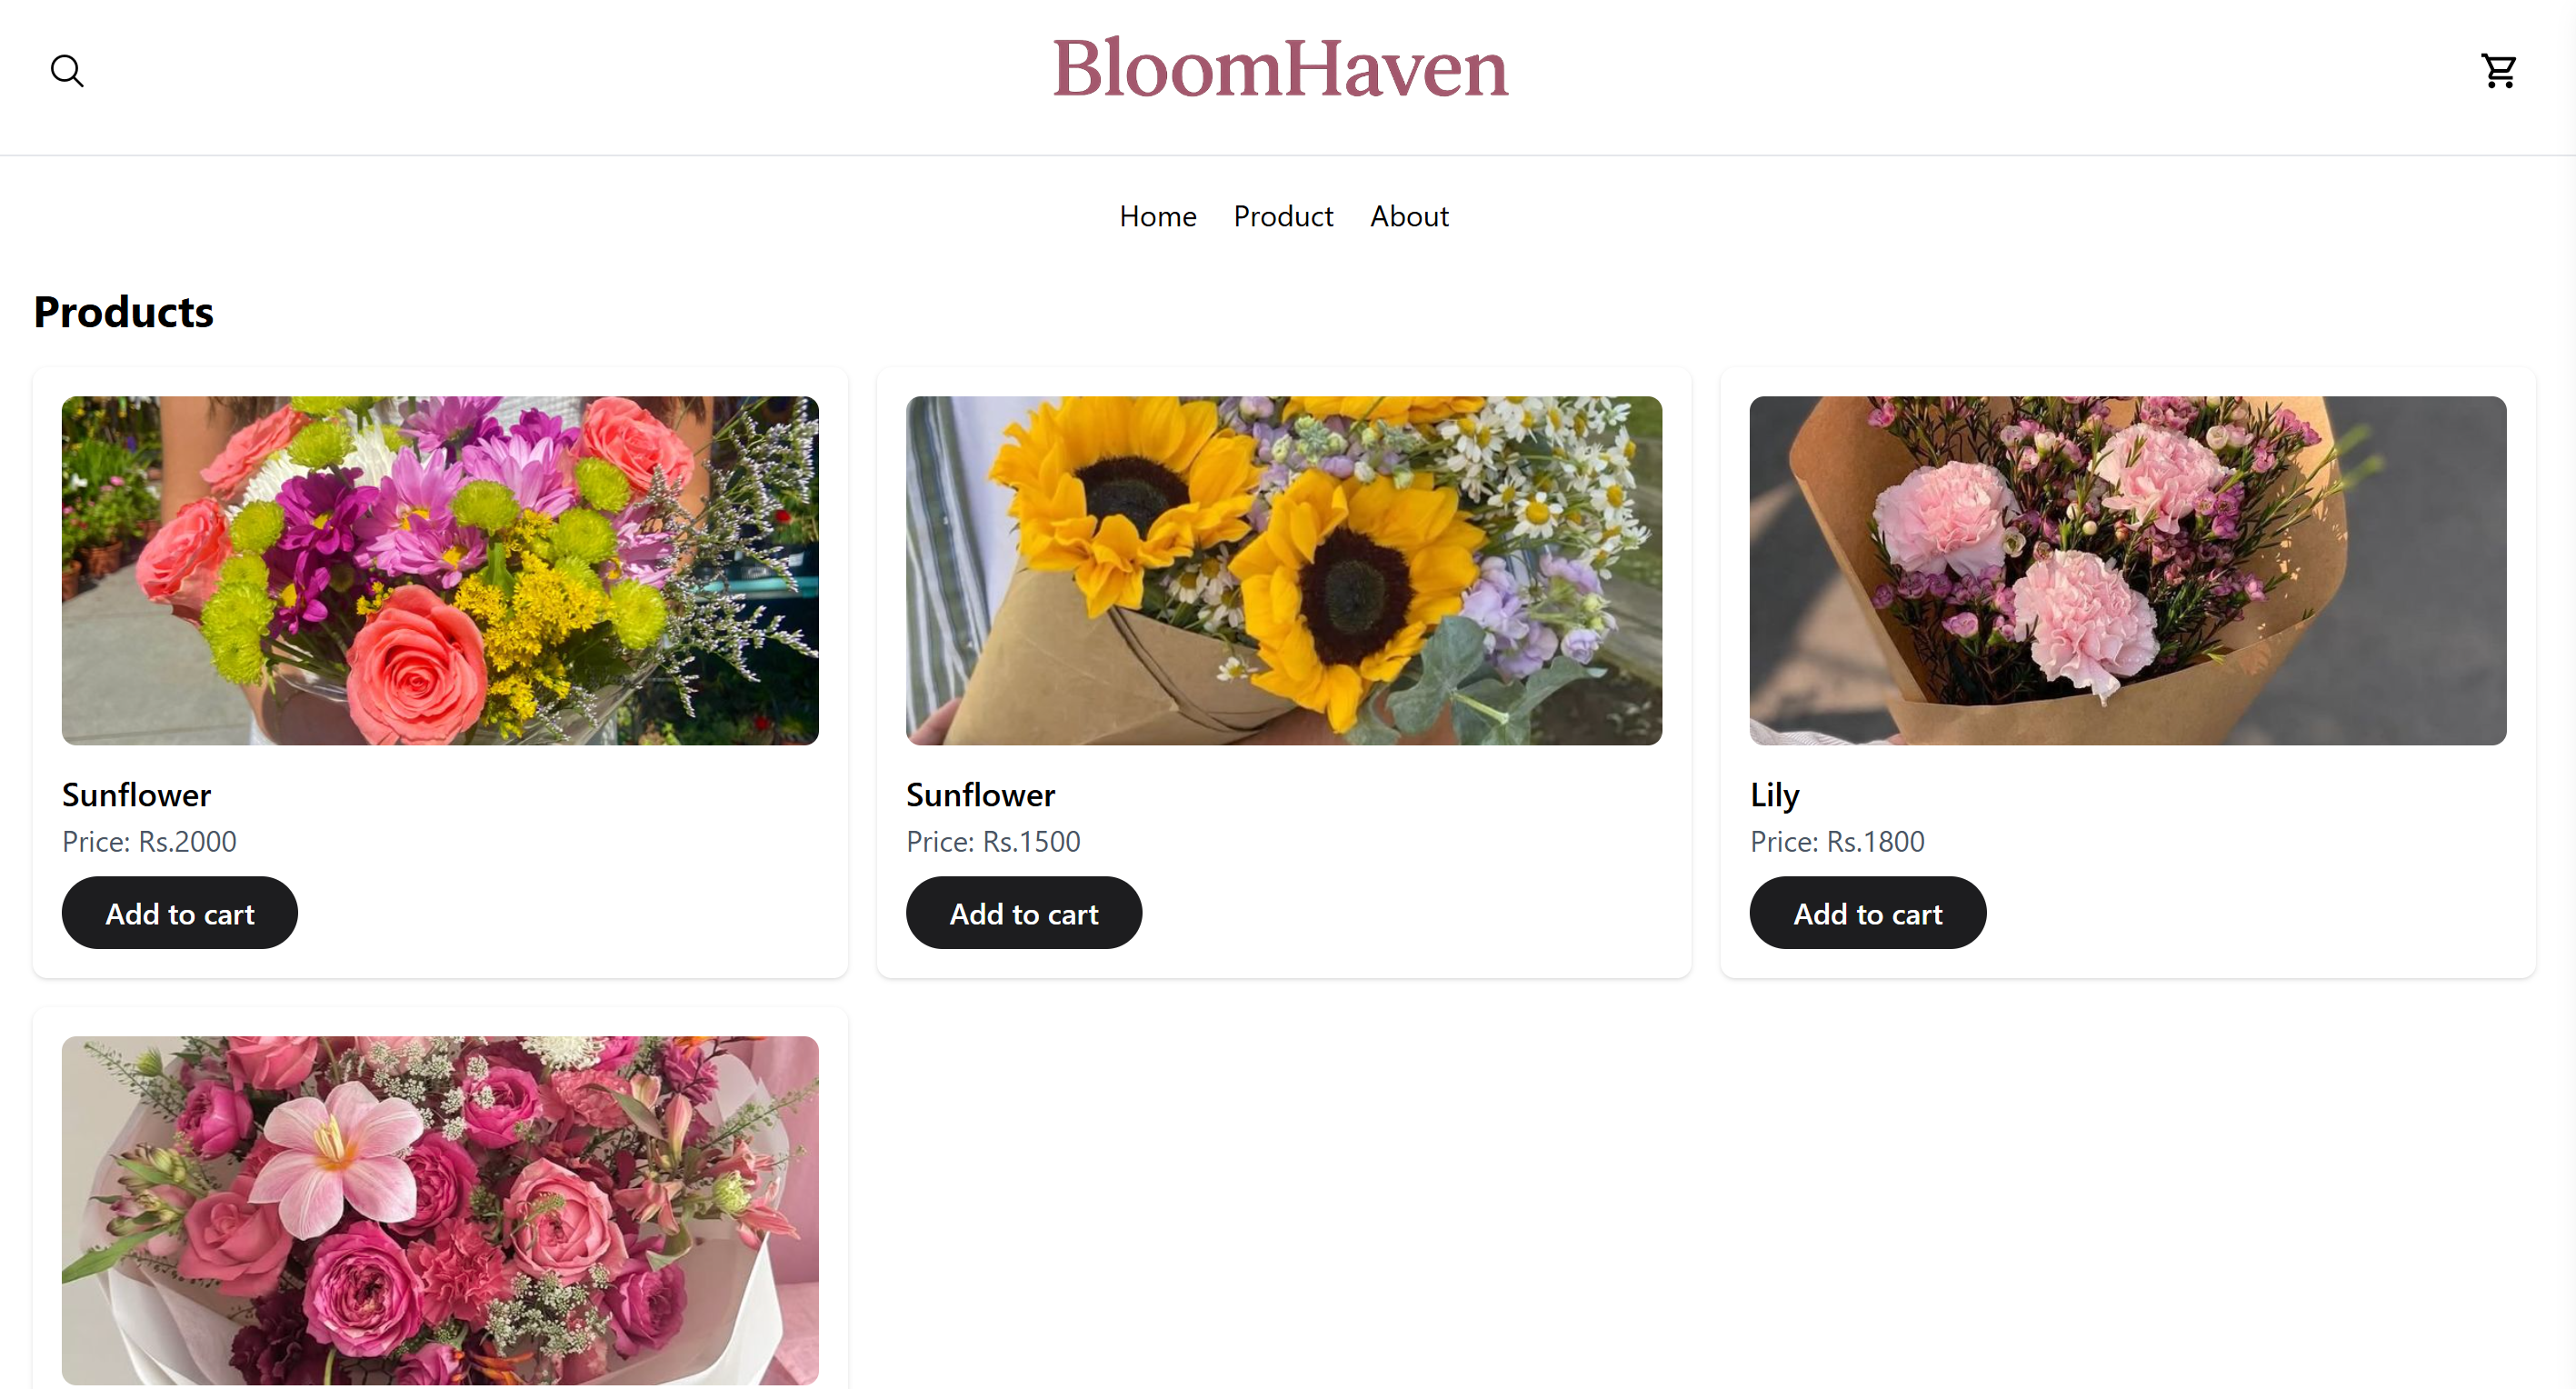 BloomHaven
Home Product About
Products
Sunflower
Price: Rs.2000
Add to cart
Sunflower
Price: Rs.1500
Add to cart
Lily
Price: Rs.1800
Add to cart